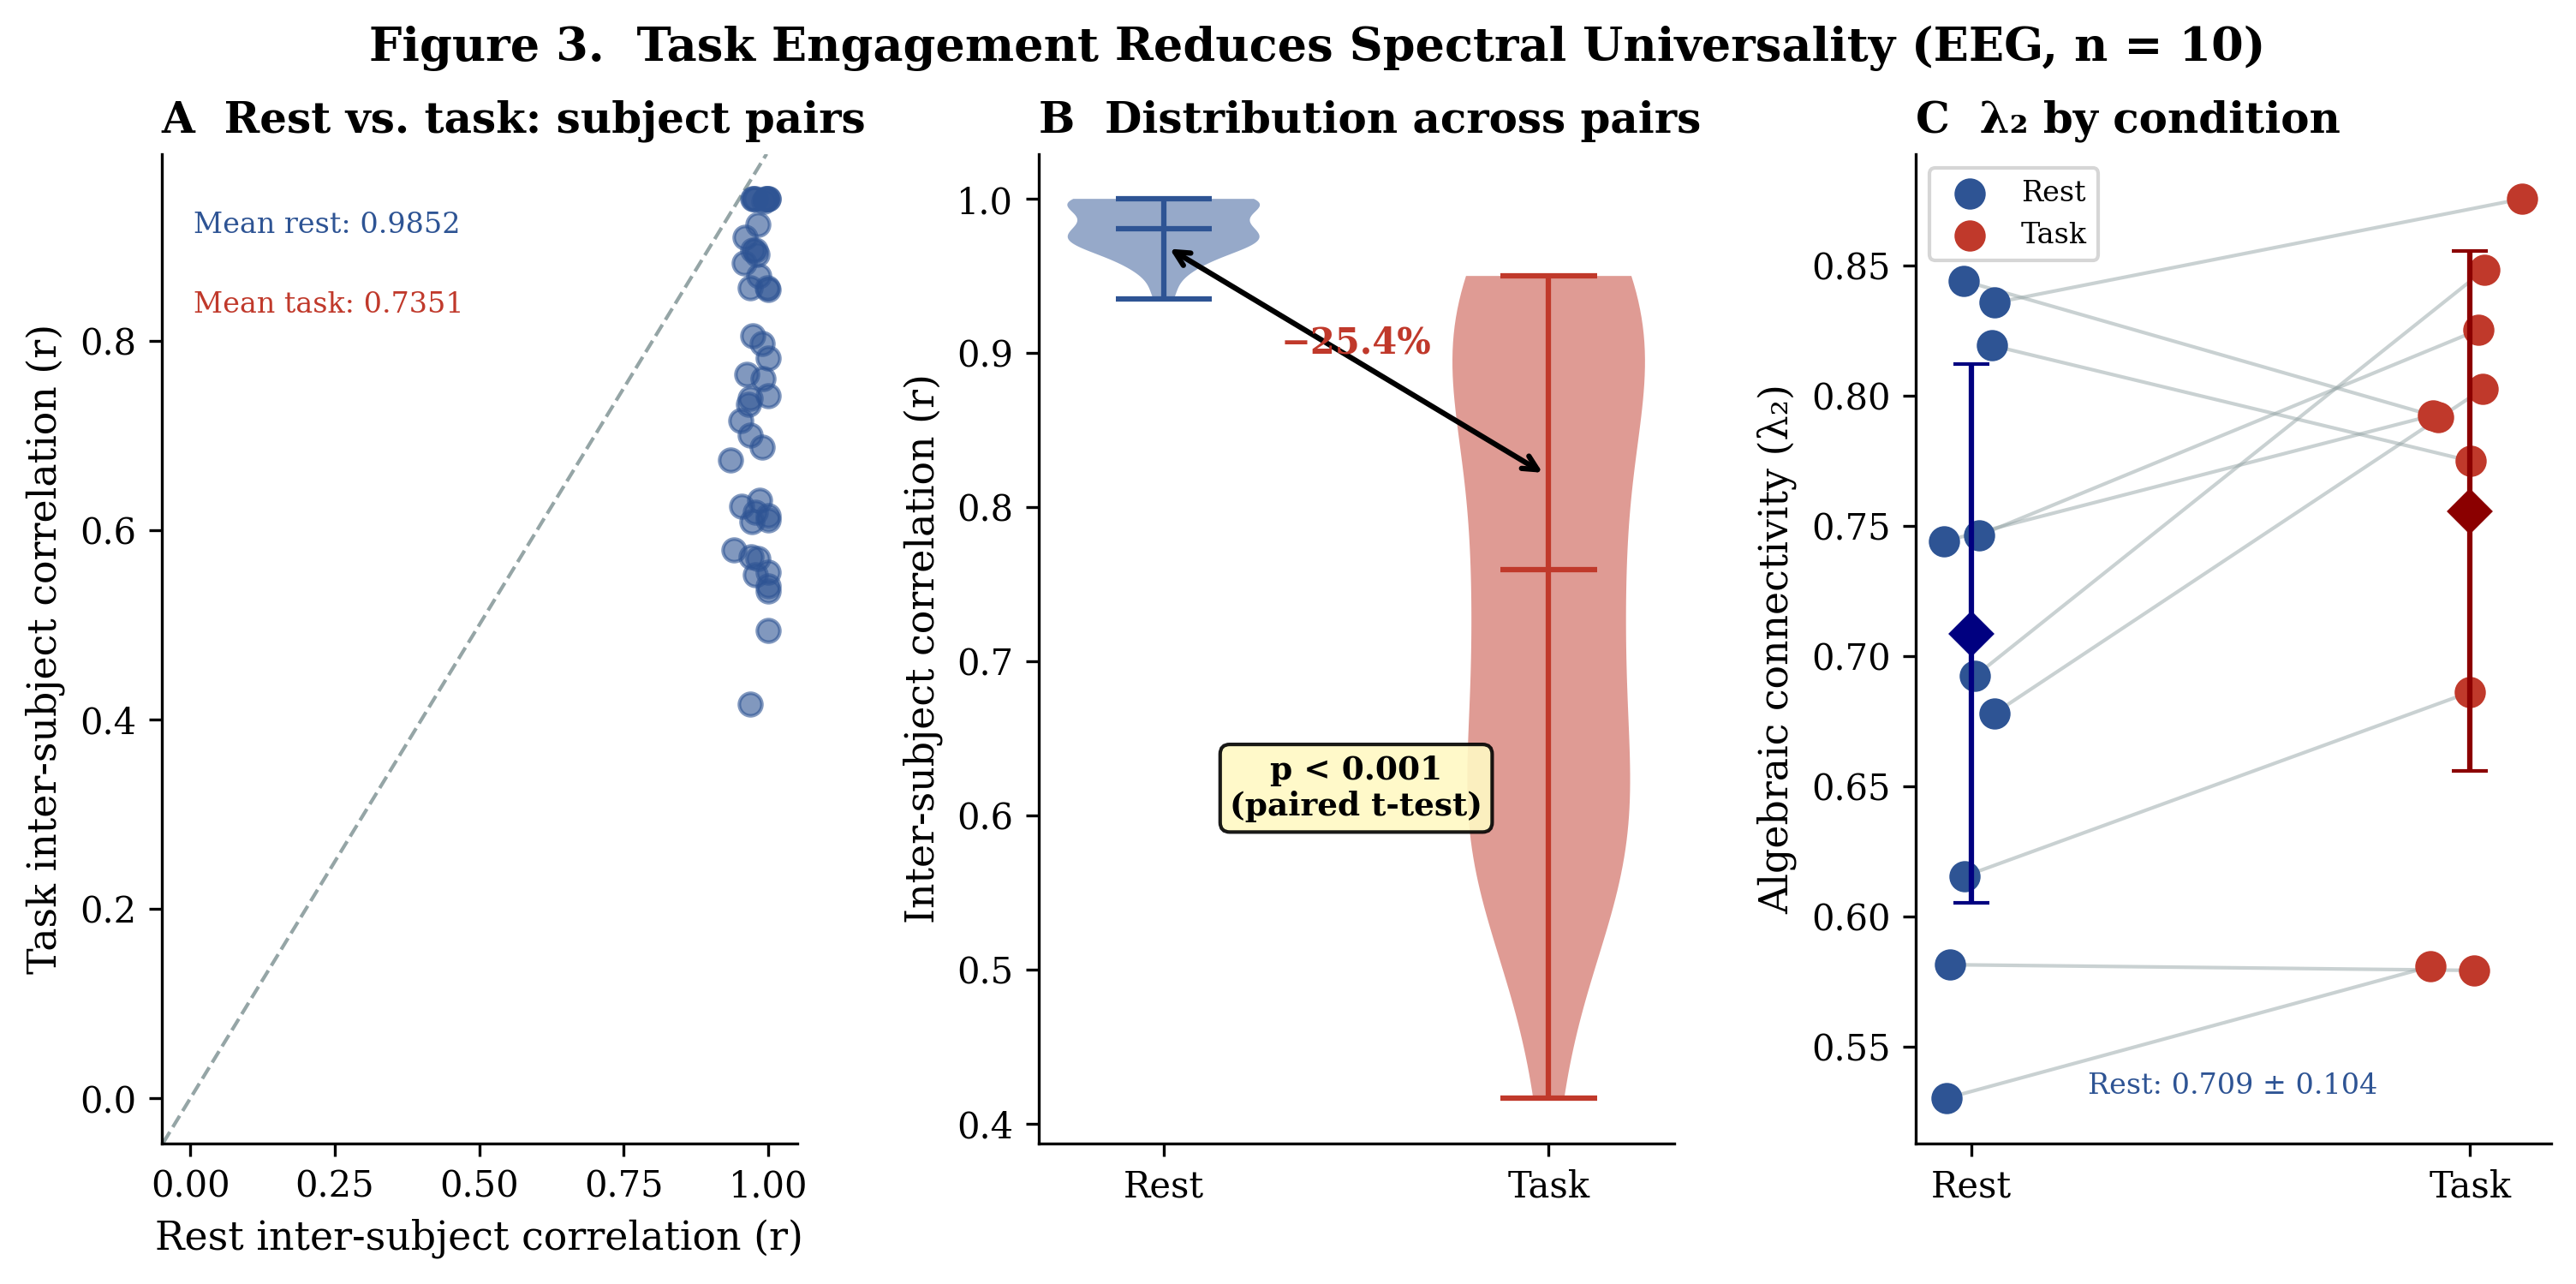 Figure 3.  Task Engagement Reduces Spectral Universality (EEG, n = 10)
A  Rest vs. task: subject pairs
Mean rest: 0.9852
Mean task: 0.7351
Task inter-subject correlation (r)
0.8
0.6
0.4
0.2
0.0
0.00 0.25 0.50 0.75 1.00
Rest inter-subject correlation (r)
B  Distribution across pairs
Inter-subject correlation (r)
1.0
0.9
0.8
0.7
0.6
0.5
0.4
−25.4%
p < 0.001
(paired t-test)
Rest Task
C  λ₂ by condition
Rest
Task
Algebraic connectivity (λ₂)
0.85
0.80
0.75
0.70
0.65
0.60
0.55
Rest: 0.709 ± 0.104
Rest Task